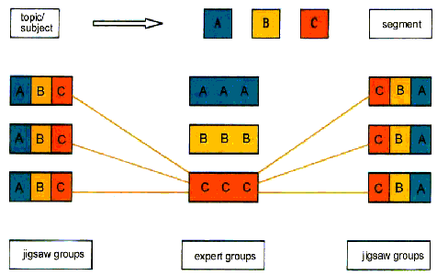 topic/
subject
A B C
segment
A B C
A A A
C B A
A B C
B B B
C B A
A B C
C C C
C B A
jigsaw groups
expert groups
jigsaw groups